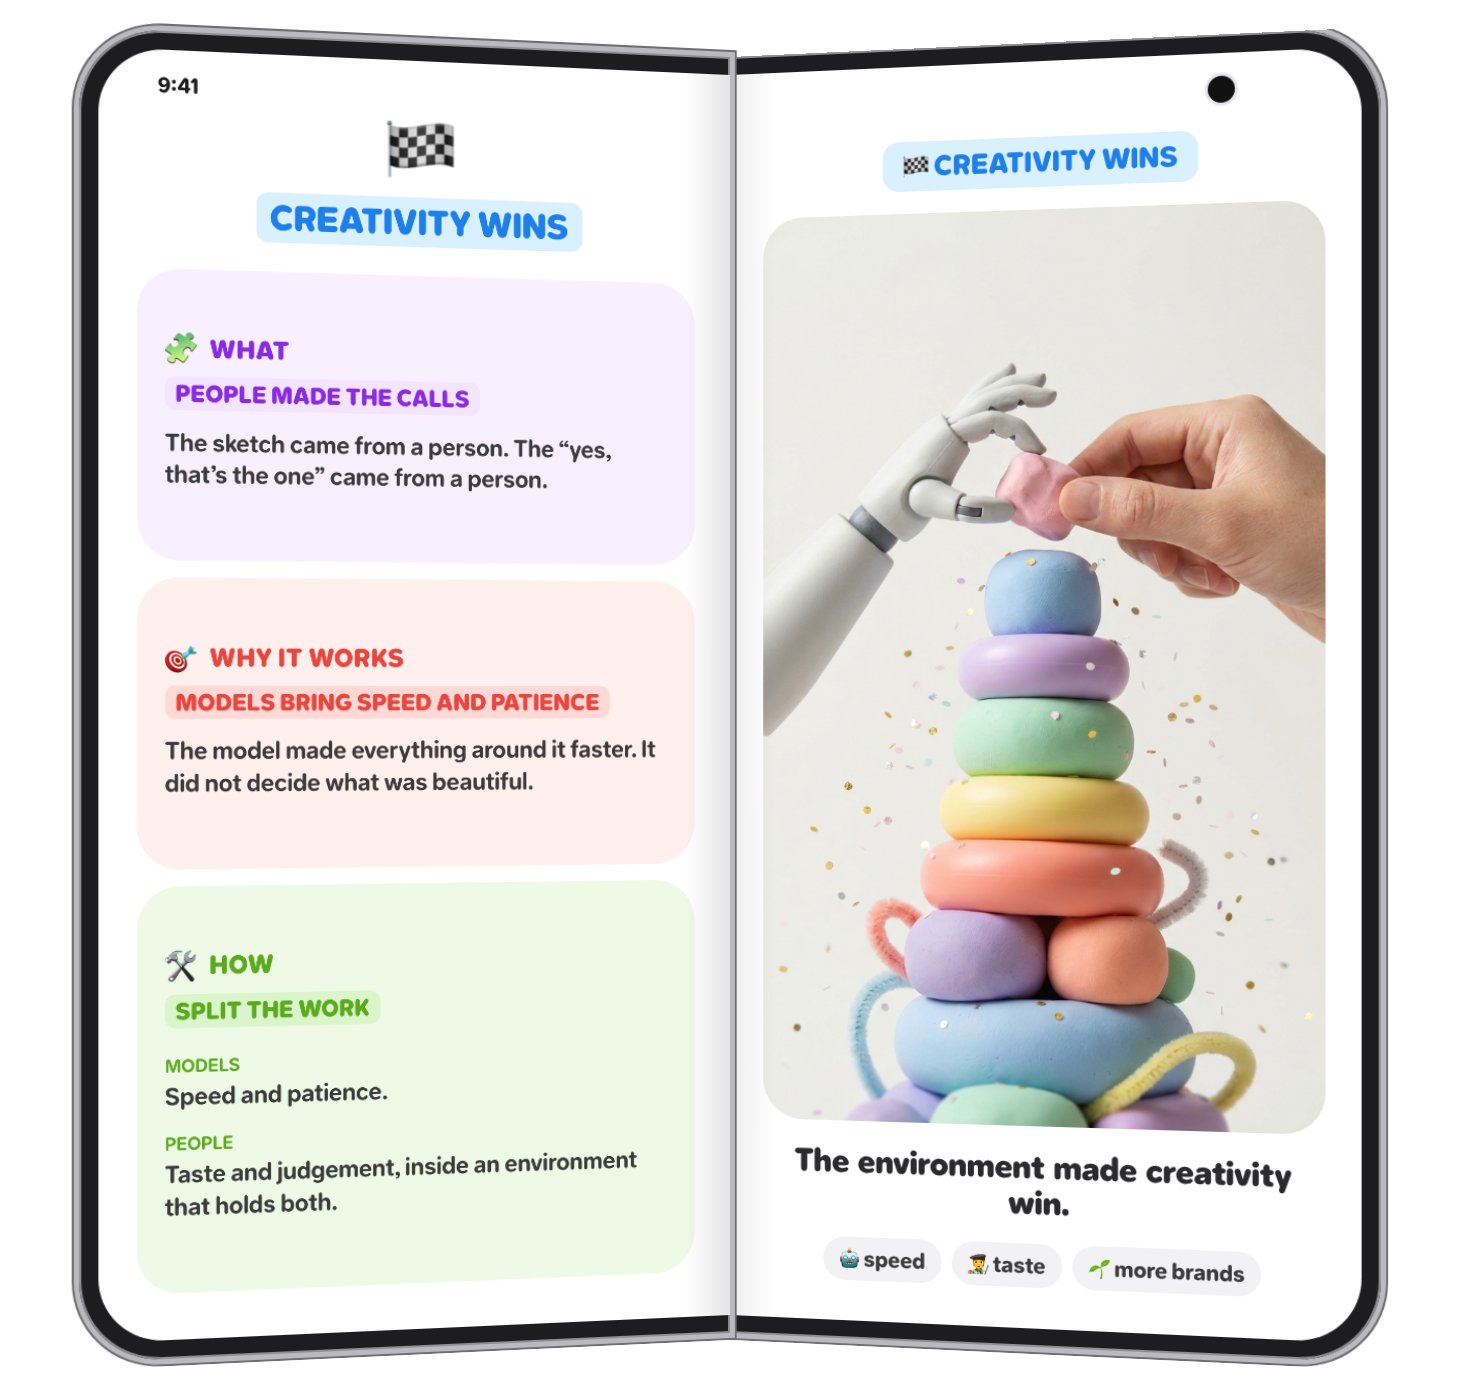 9:41
CREATIVITY WINS
WHAT
PEOPLE MADE THE CALLS
The sketch came from a person. The “yes,
that’s the one” came from a person.
WHY IT WORKS
MODELS BRING SPEED AND PATIENCE
The model made everything around it faster. It
did not decide what was beautiful.
HOW
SPLIT THE WORK
MODELS
Speed and patience.
PEOPLE
Taste and judgement, inside an environment
that holds both.
CREATIVITY WINS
The environment made creativity
win.
speed
taste
more brands